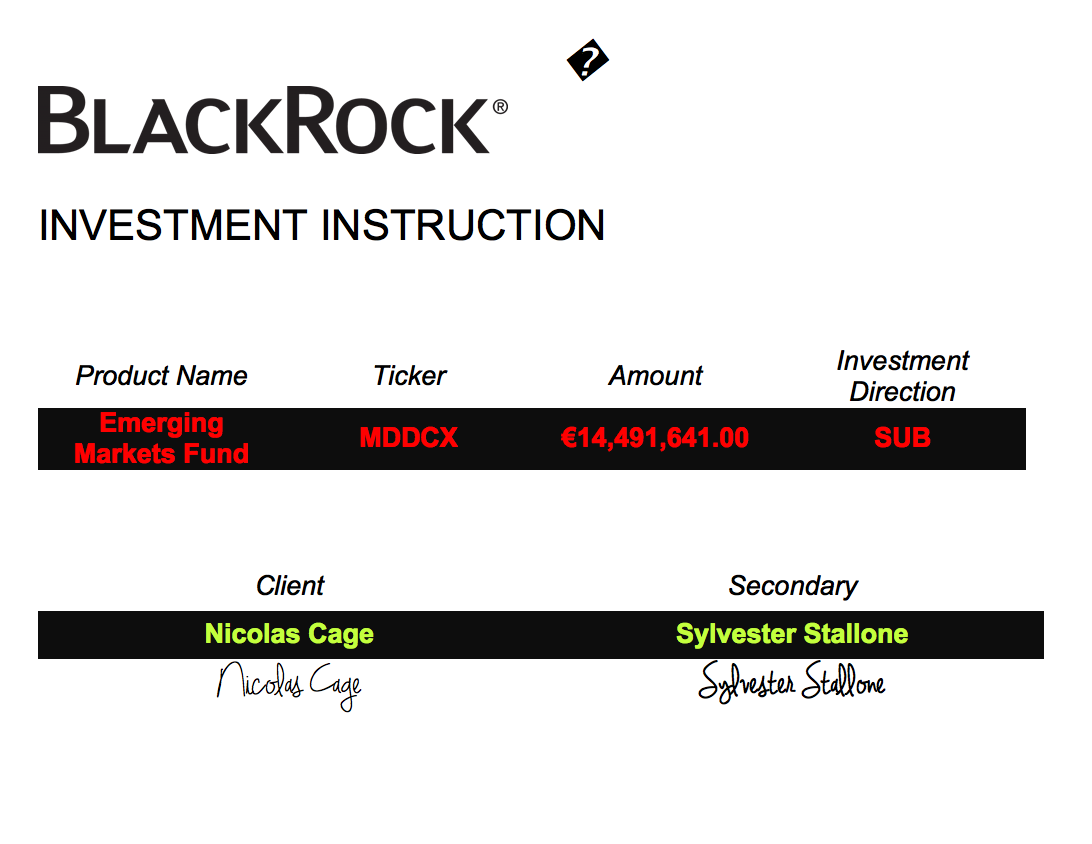 �
BLACKROCK®
INVESTMENT INSTRUCTION
Product Name Ticker Amount Investment Direction
Emerging Markets Fund MDDCX €14,491,641.00 SUB
Client Secondary
Nicolas Cage Sylvester Stallone
Nicolas Cage Sylvester Stallone